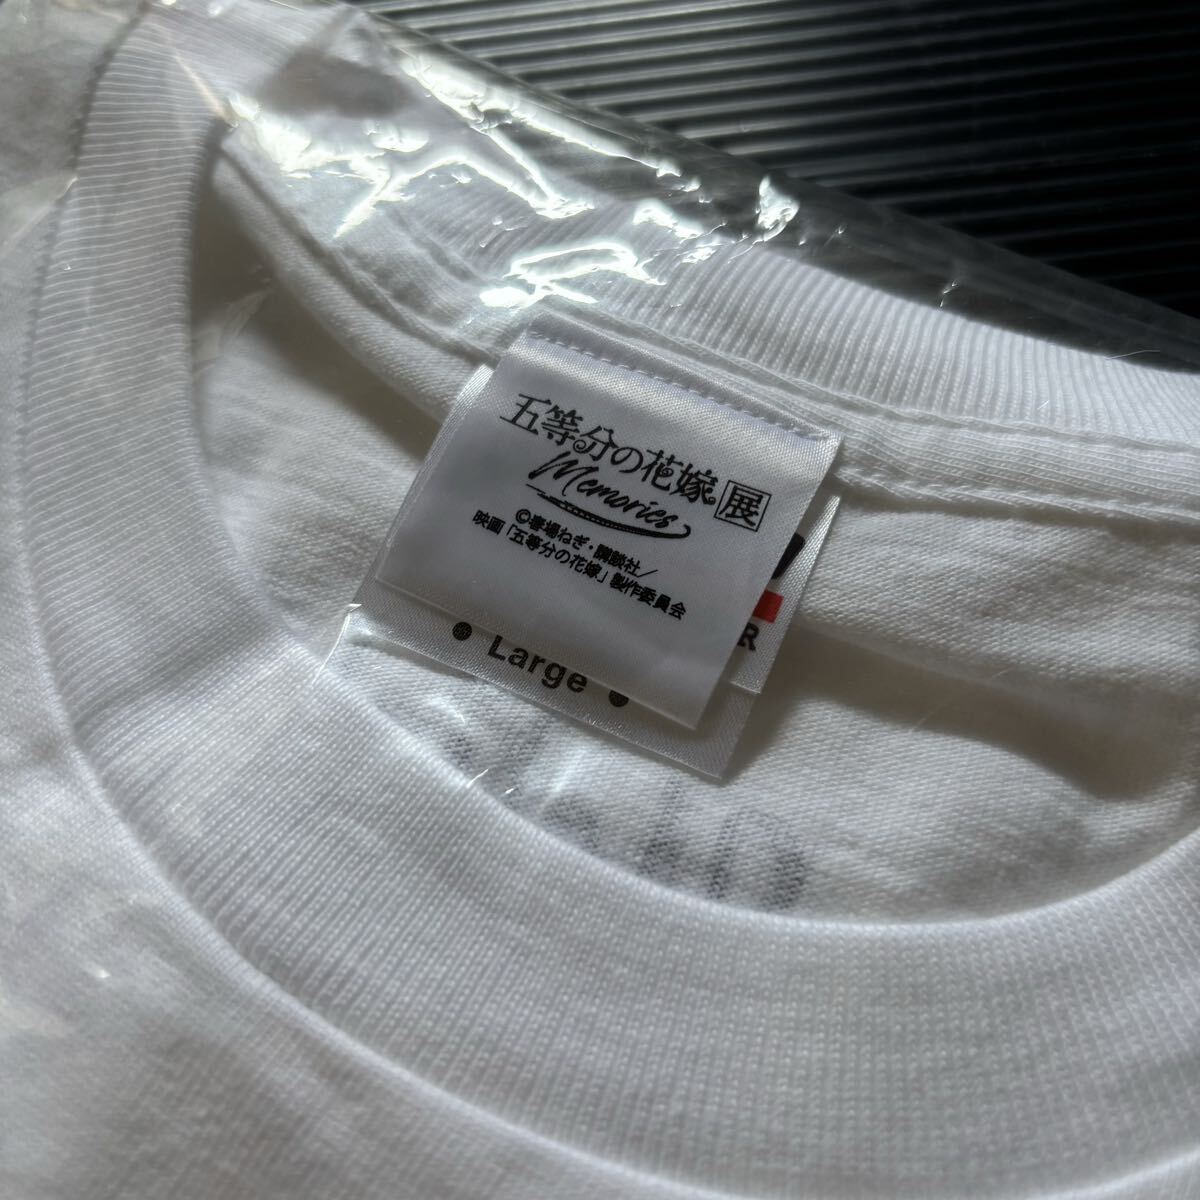 五等分の花嫁展
Memories
©春場ねぎ・講談社/
映画「五等分の花嫁」製作委員会
R
• Large •